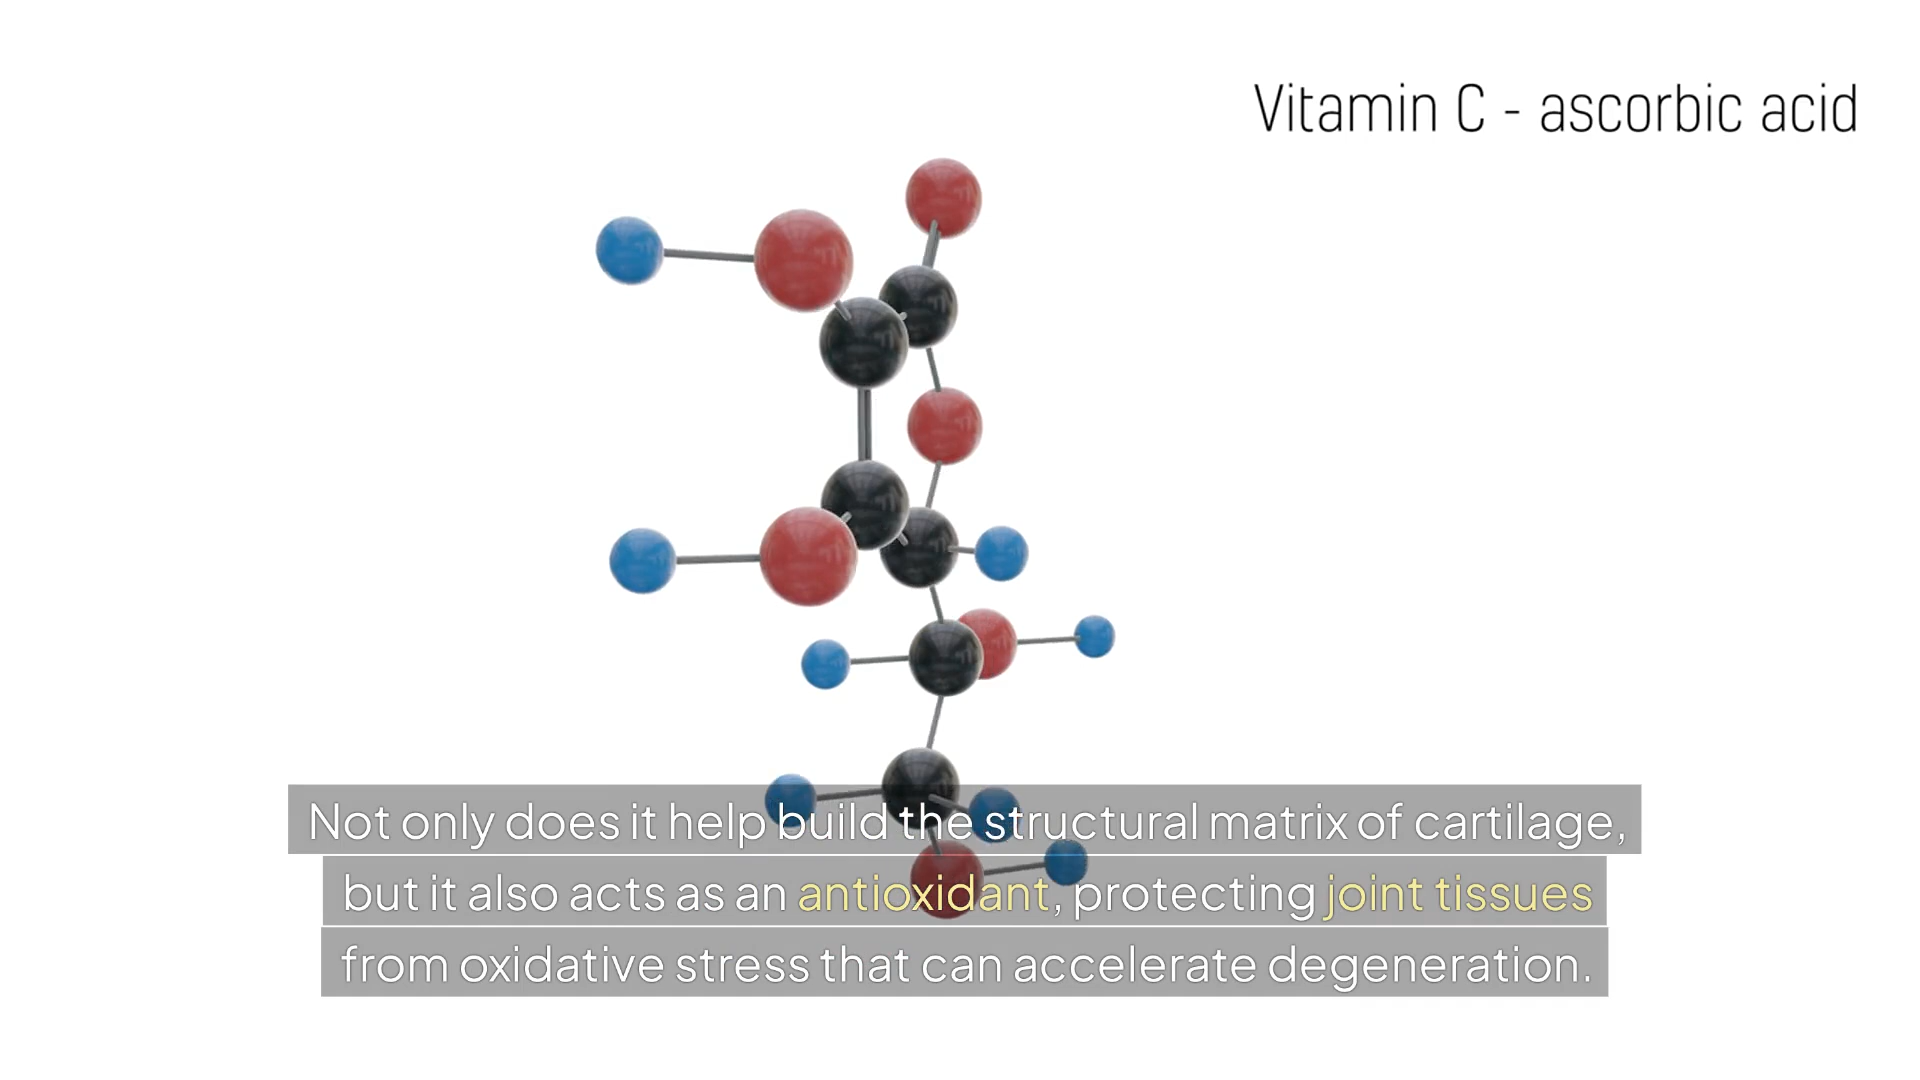 Vitamin C - ascorbic acid
Not only does it help build the structural matrix of cartilage,
but it also acts as an antioxidant, protecting joint tissues
from oxidative stress that can accelerate degeneration.